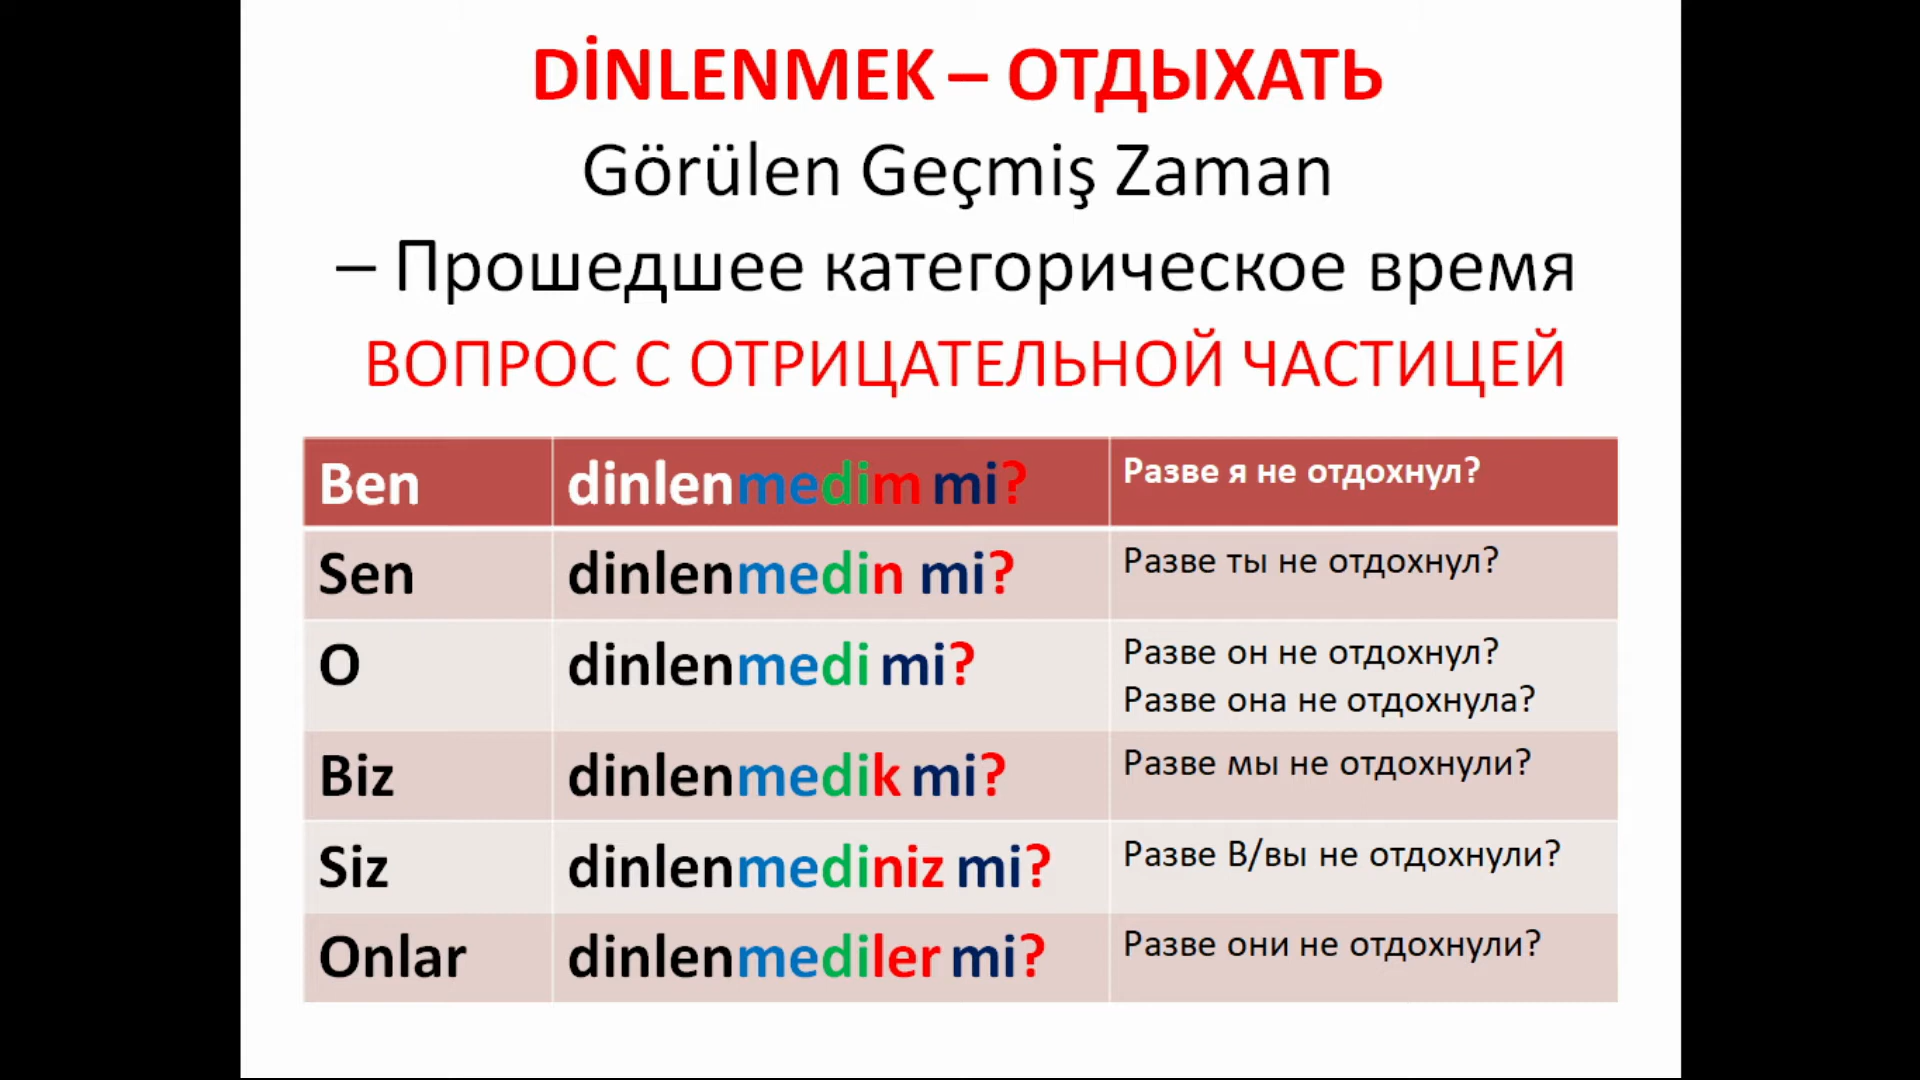 DİNLENMEK – ОТДЫХАТЬ
Görülen Geçmiş Zaman
– Прошедшее категорическое время
ВОПРОС С ОТРИЦАТЕЛЬНОЙ ЧАСТИЦЕЙ
Ben dinlenmedim mi? Разве я не отдохнул?
Sen dinlenmedin mi? Разве ты не отдохнул?
O dinlenmedi mi? Разве он не отдохнул?
Разве она не отдохнула?
Biz dinlenmedik mi? Разве мы не отдохнули?
Siz dinlenmediniz mi? Разве В/вы не отдохнули?
Onlar dinlenmediler mi? Разве они не отдохнули?